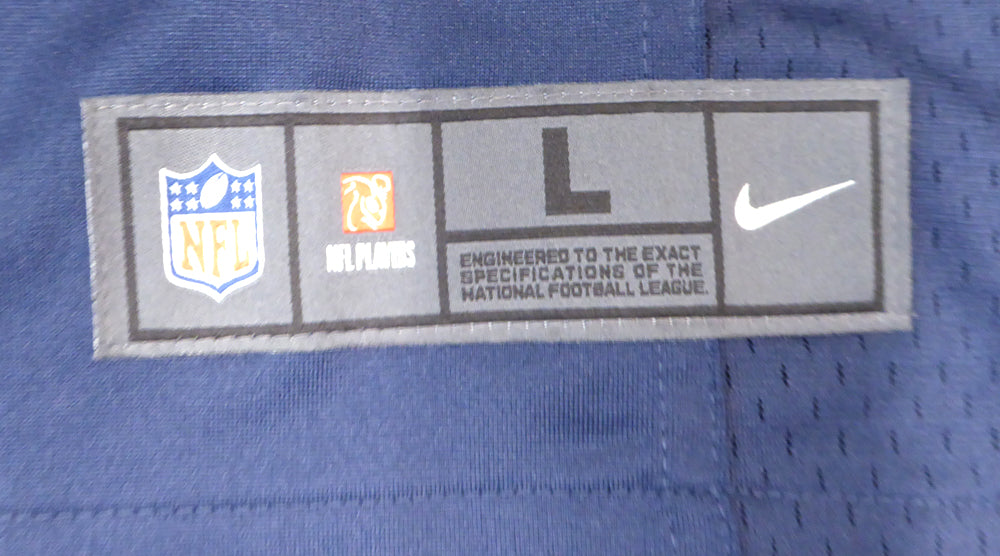 NFL
NFL PLAYERS
L
ENGINEERED TO THE EXACT
SPECIFICATIONS OF THE
NATIONAL FOOTBALL LEAGUE.